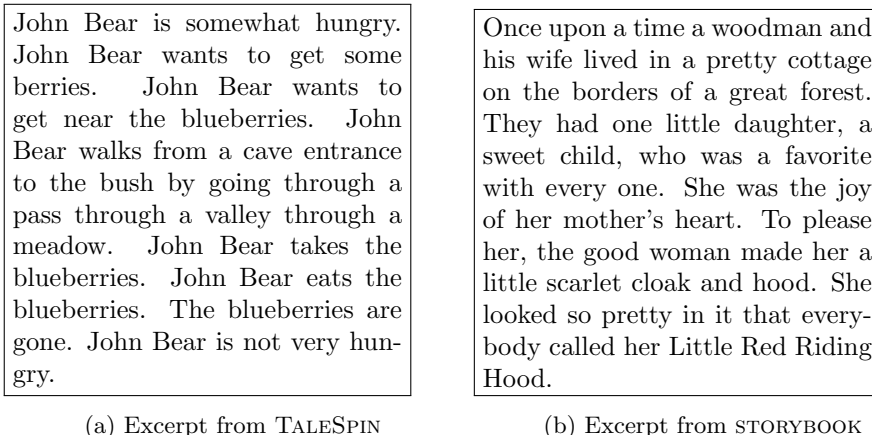 John Bear is somewhat hungry.
John Bear wants to get some
berries. John Bear wants to
get near the blueberries. John
Bear walks from a cave entrance
to the bush by going through a
pass through a valley through a
meadow. John Bear takes the
blueberries. John Bear eats the
blueberries. The blueberries are
gone. John Bear is not very hun-
gry.
(a) Excerpt from TALESPIN
Once upon a time a woodman and
his wife lived in a pretty cottage
on the borders of a great forest.
They had one little daughter, a
sweet child, who was a favorite
with every one. She was the joy
of her mother's heart. To please
her, the good woman made her a
little scarlet cloak and hood. She
looked so pretty in it that every-
body called her Little Red Riding
Hood.
(b) Excerpt from STORYBOOK